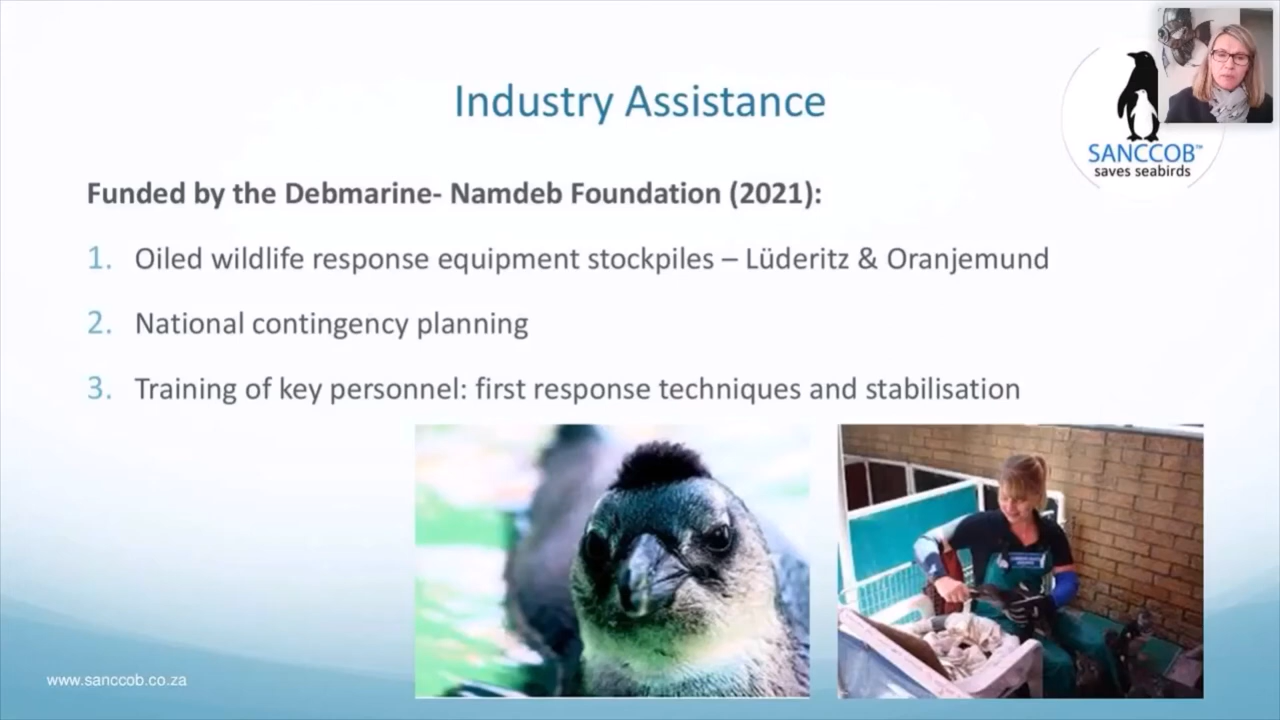 Industry Assistance
SANCCOB™
saves seabirds
Funded by the Debmarine- Namdeb Foundation (2021):
1. Oiled wildlife response equipment stockpiles – Lüderitz & Oranjemund
2. National contingency planning
3. Training of key personnel: first response techniques and stabilisation
www.sanccob.co.za